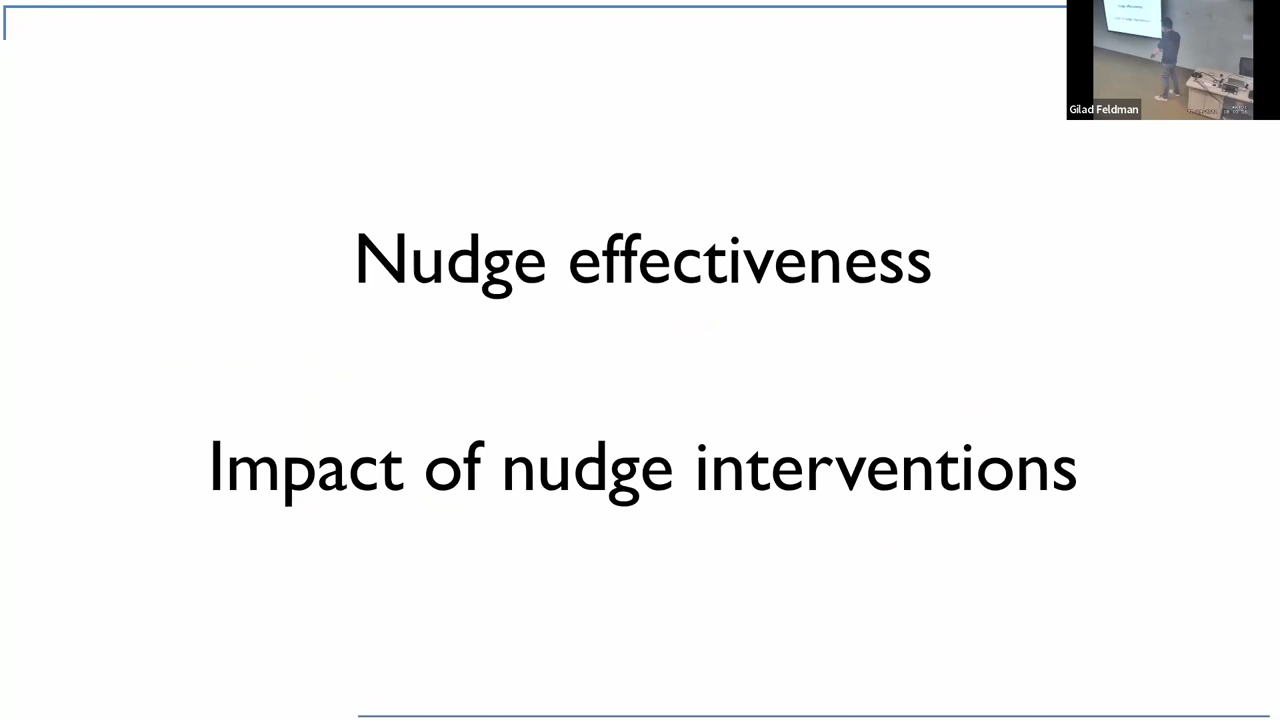 Nudge effectiveness
Impact of nudge interventions
Gilad Feldman